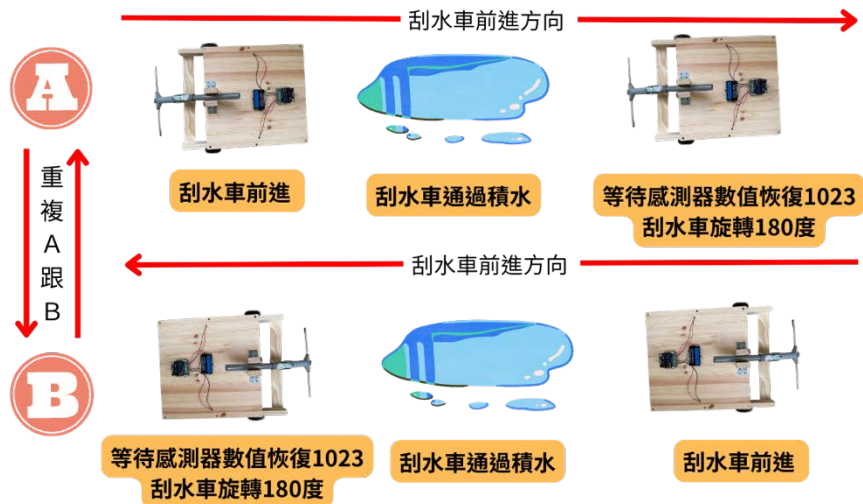 刮水車前進方向
A
刮水車前進
刮水車通過積水
等待感測器數值恢復1023
刮水車旋轉180度
重複A跟B
刮水車前進方向
B
等待感測器數值恢復1023
刮水車旋轉180度
刮水車通過積水
刮水車前進